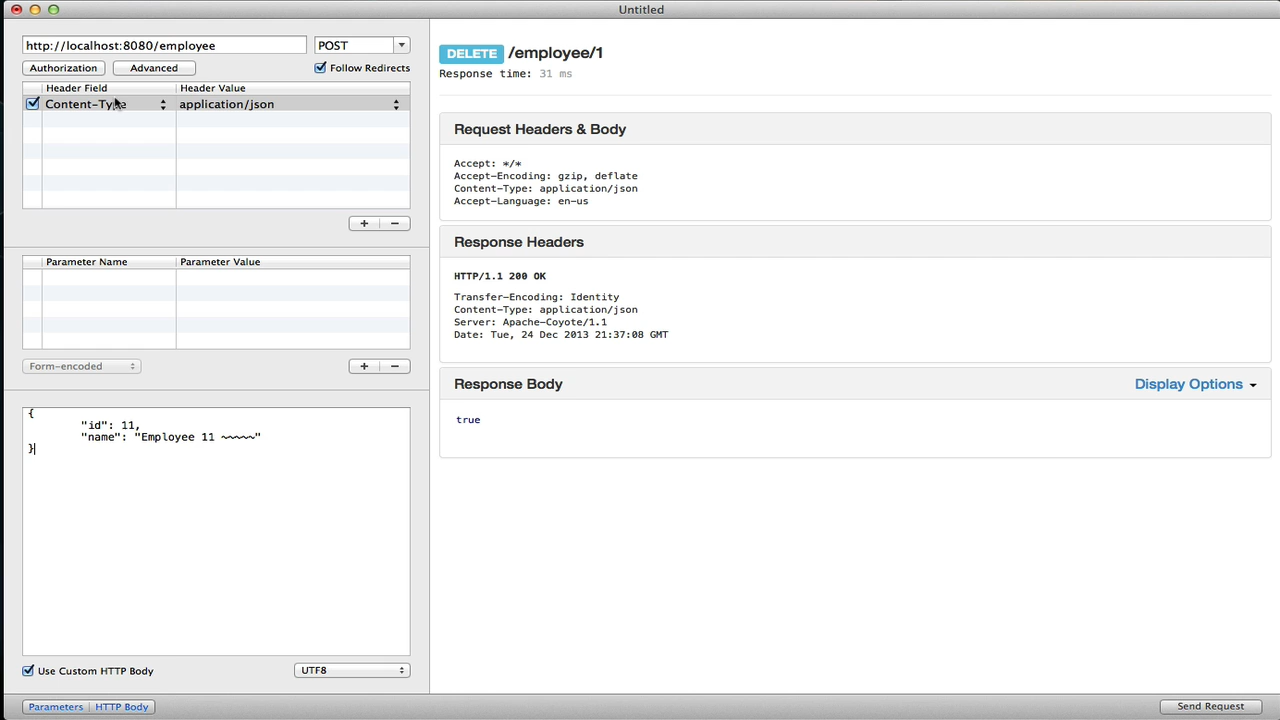 Untitled
http://localhost:8080/employee
POST
Authorization
Advanced
Follow Redirects
Header Field
Header Value
Content-Type
application/json
+
−
Parameter Name
Parameter Value
Form-encoded
+
−
{
"id": 11,
"name": "Employee 11 ~~~~~"
}
Use Custom HTTP Body
UTF8
Parameters
HTTP Body
DELETE /employee/1
Response time: 31 ms
Request Headers & Body
Accept: */*
Accept-Encoding: gzip, deflate
Content-Type: application/json
Accept-Language: en-us
Response Headers
HTTP/1.1 200 OK
Transfer-Encoding: Identity
Content-Type: application/json
Server: Apache-Coyote/1.1
Date: Tue, 24 Dec 2013 21:37:08 GMT
Response Body
Display Options
true
Send Request